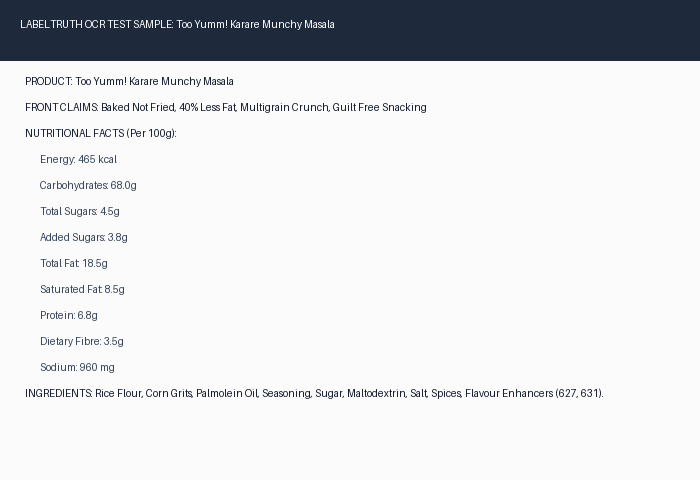 LABELTRUTH OCR TEST SAMPLE: Too Yumm! Karare Munchy Masala
PRODUCT: Too Yumm! Karare Munchy Masala
FRONT CLAIMS: Baked Not Fried, 40% Less Fat, Multigrain Crunch, Guilt Free Snacking
NUTRITIONAL FACTS (Per 100g):
Energy: 465 kcal
Carbohydrates: 68.0g
Total Sugars: 4.5g
Added Sugars: 3.8g
Total Fat: 18.5g
Saturated Fat: 8.5g
Protein: 6.8g
Dietary Fibre: 3.5g
Sodium: 960 mg
INGREDIENTS: Rice Flour, Corn Grits, Palmolein Oil, Seasoning, Sugar, Maltodextrin, Salt, Spices, Flavour Enhancers (627, 631).